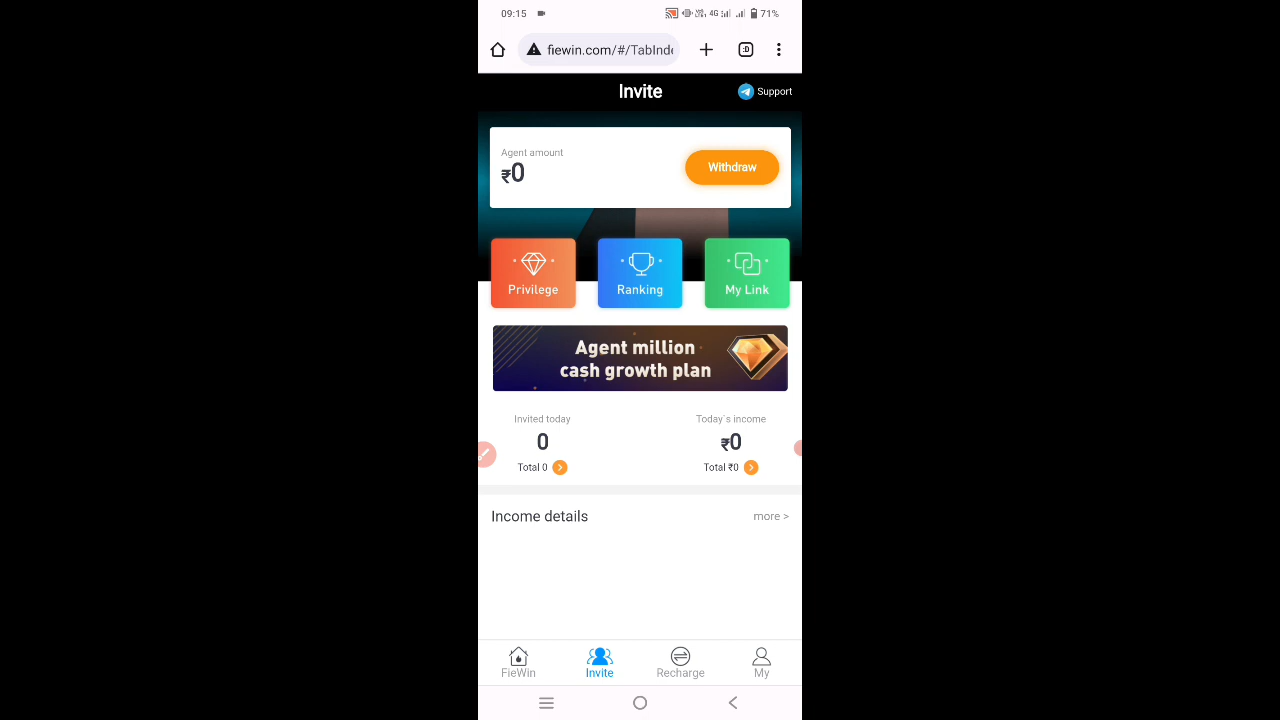 09:15
4G
71%
fiewin.com/#/TabInde
:D
Invite
Support
Agent amount
₹0
Withdraw
Privilege
Ranking
My Link
Agent million
cash growth plan
Invited today
Today`s income
0
₹0
Total 0
Total ₹0
Income details
more >
FieWin
Invite
Recharge
My